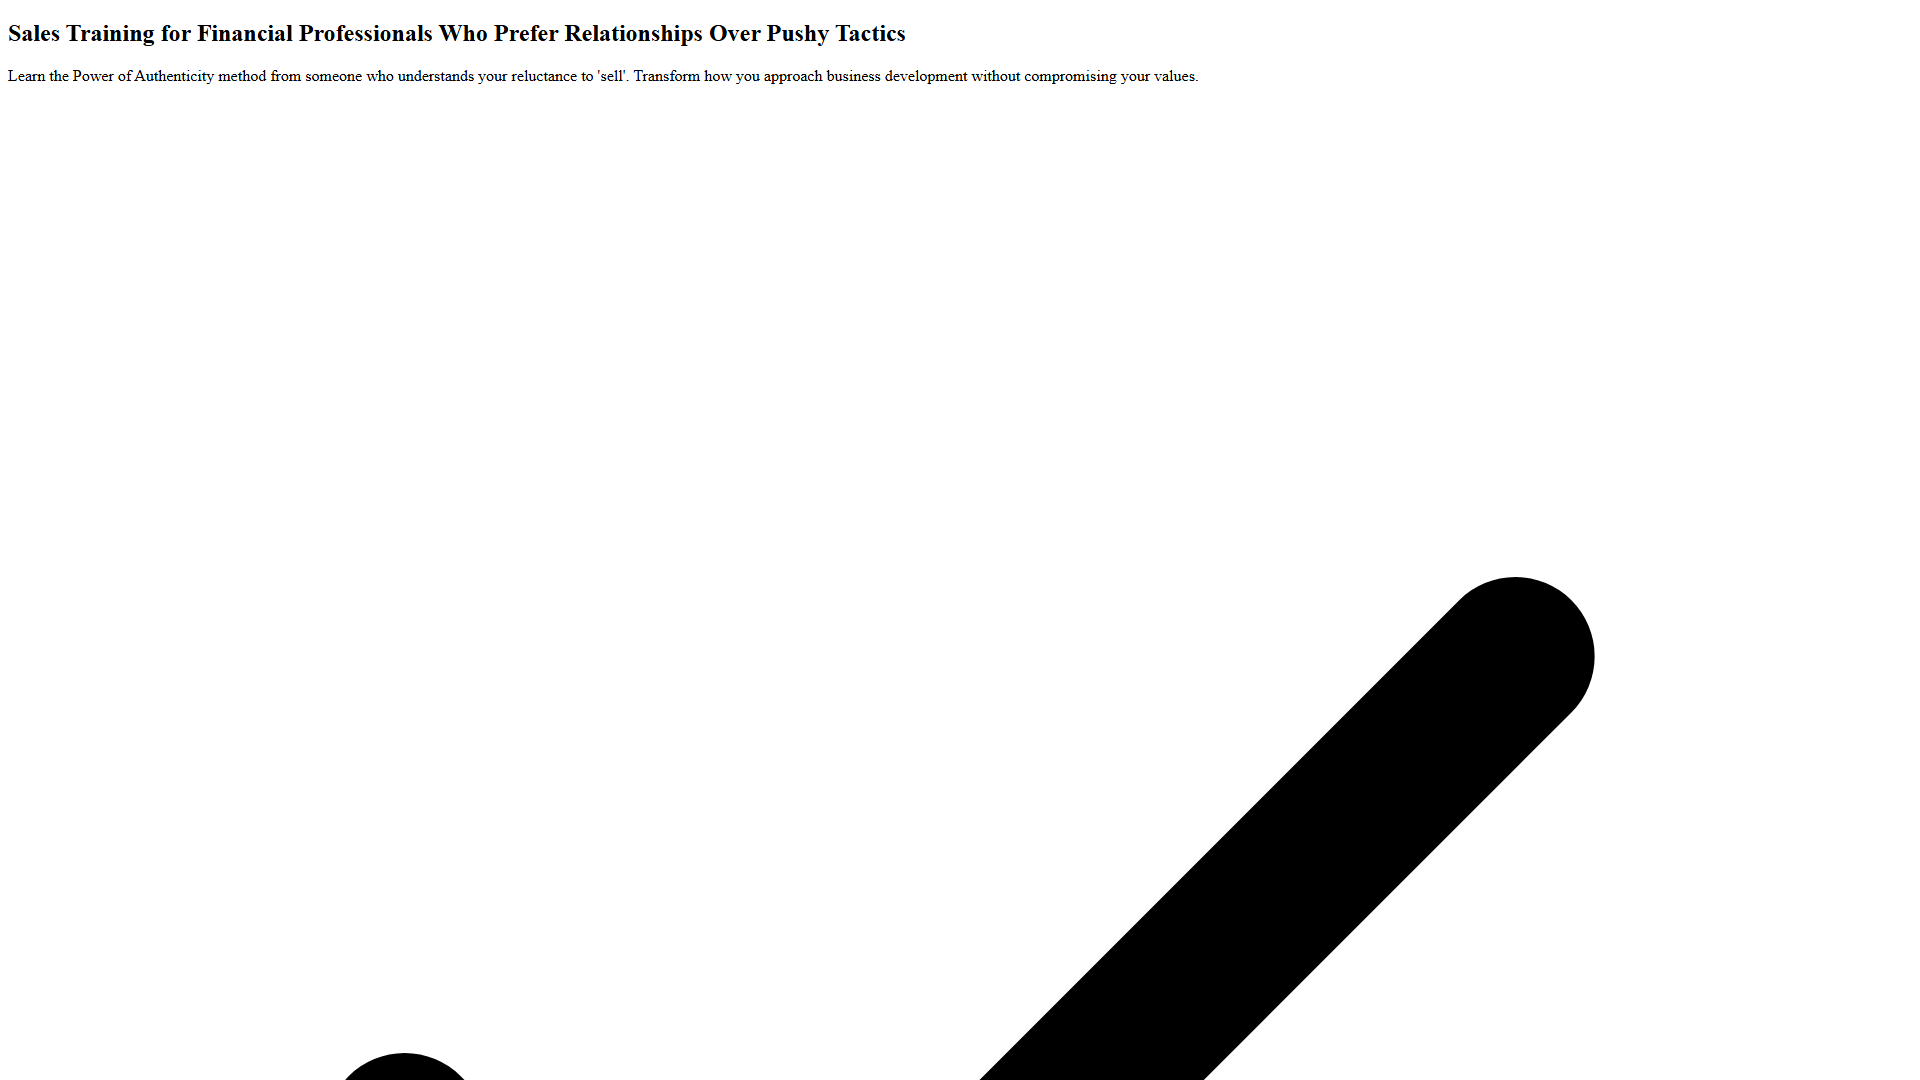 Sales Training for Financial Professionals Who Prefer Relationships Over Pushy Tactics
Learn the Power of Authenticity method from someone who understands your reluctance to 'sell'. Transform how you approach business development without compromising your values.